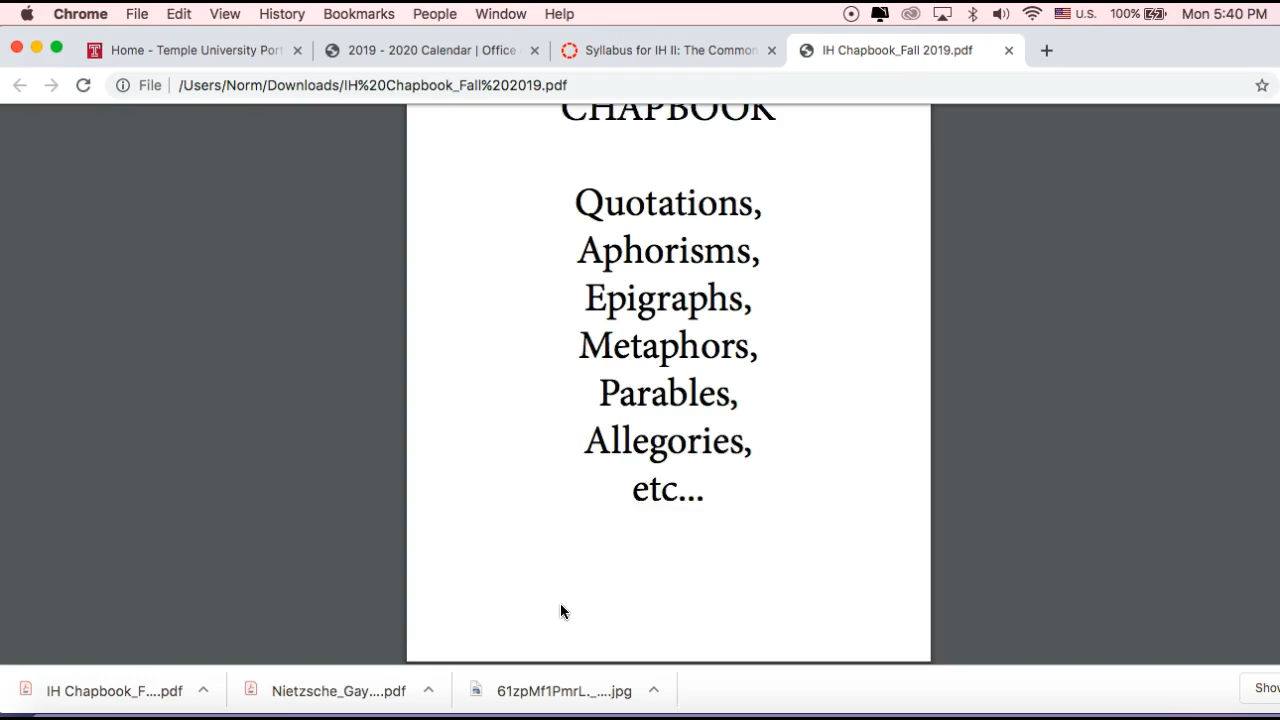 Chrome File Edit View History Bookmarks People Window Help U.S. 100% Mon 5:40 PM
Home - Temple University Port 2019 - 2020 Calendar | Office Syllabus for IH II: The Common IH Chapbook_Fall 2019.pdf
File /Users/Norm/Downloads/IH%20Chapbook_Fall%202019.pdf
CHAPBOOK
Quotations,
Aphorisms,
Epigraphs,
Metaphors,
Parables,
Allegories,
etc...
IH Chapbook_F....pdf Nietzsche_Gay....pdf 61zpMf1PmrL._....jpg Show